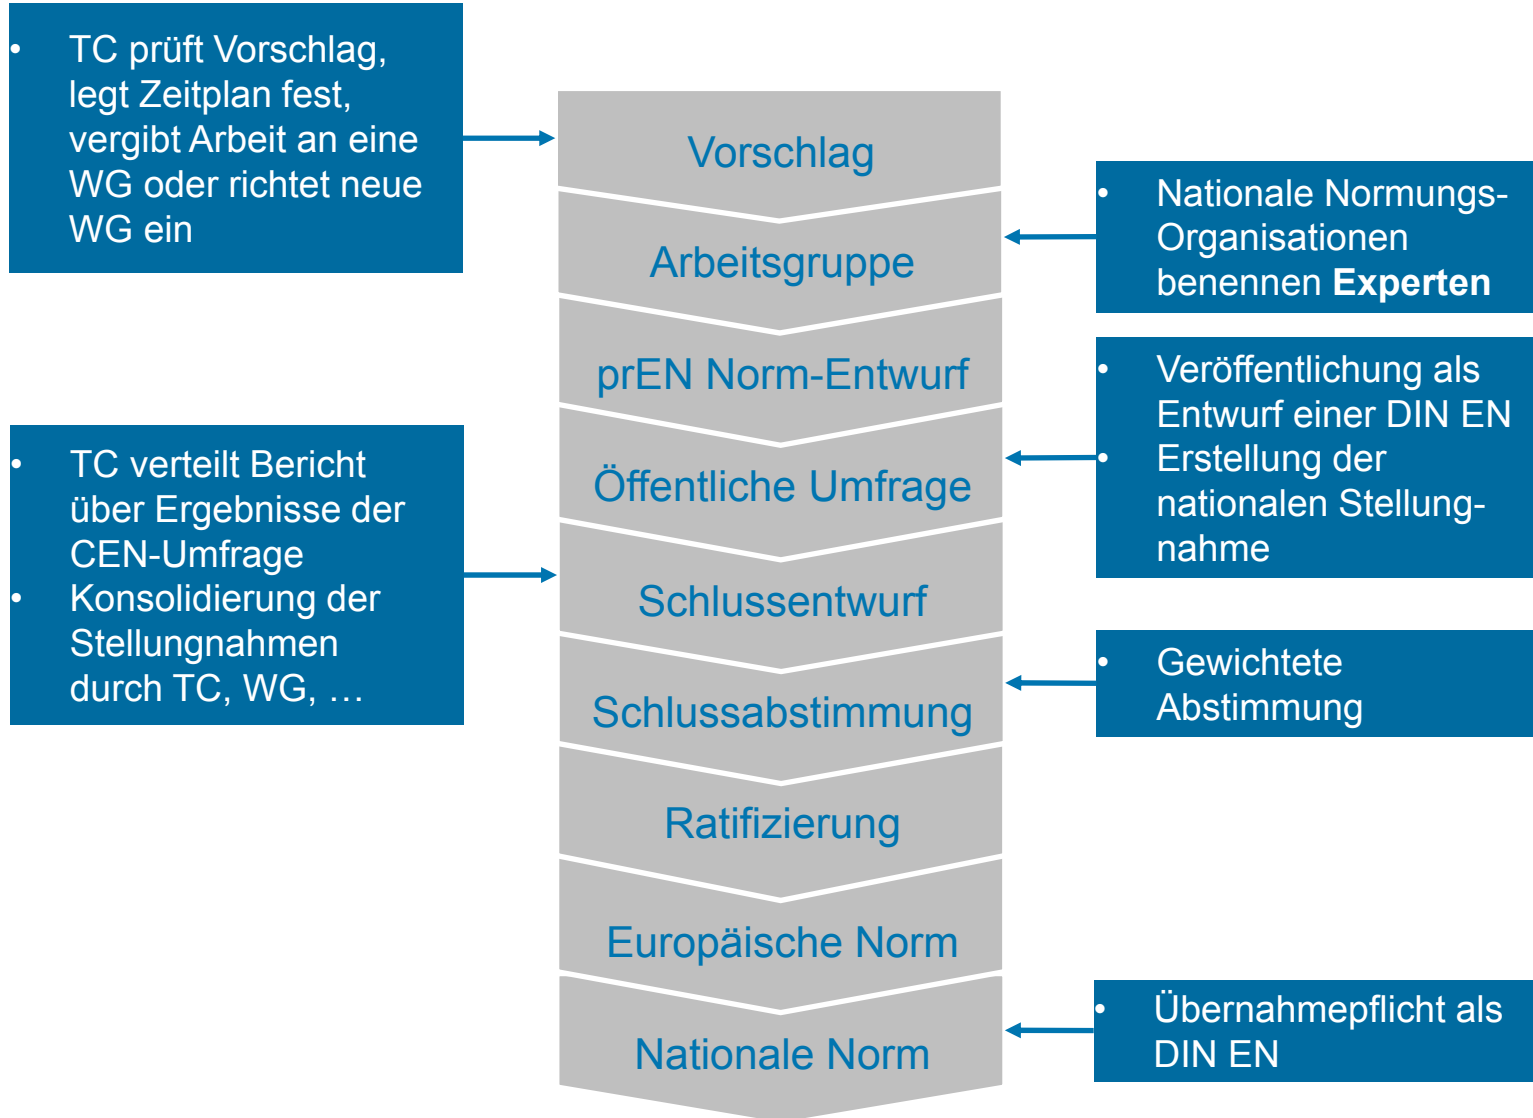 • TC prüft Vorschlag,
legt Zeitplan fest,
vergibt Arbeit an eine
WG oder richtet neue
WG ein
Vorschlag
• Nationale Normungs-
Organisationen
benennen Experten
Arbeitsgruppe
prEN Norm-Entwurf
• Veröffentlichung als
Entwurf einer DIN EN
• Erstellung der
nationalen Stellung-
nahme
Öffentliche Umfrage
• TC verteilt Bericht
über Ergebnisse der
CEN-Umfrage
• Konsolidierung der
Stellungnahmen
durch TC, WG, …
Schlussentwurf
• Gewichtete
Abstimmung
Schlussabstimmung
Ratifizierung
Europäische Norm
• Übernahmepflicht als
DIN EN
Nationale Norm